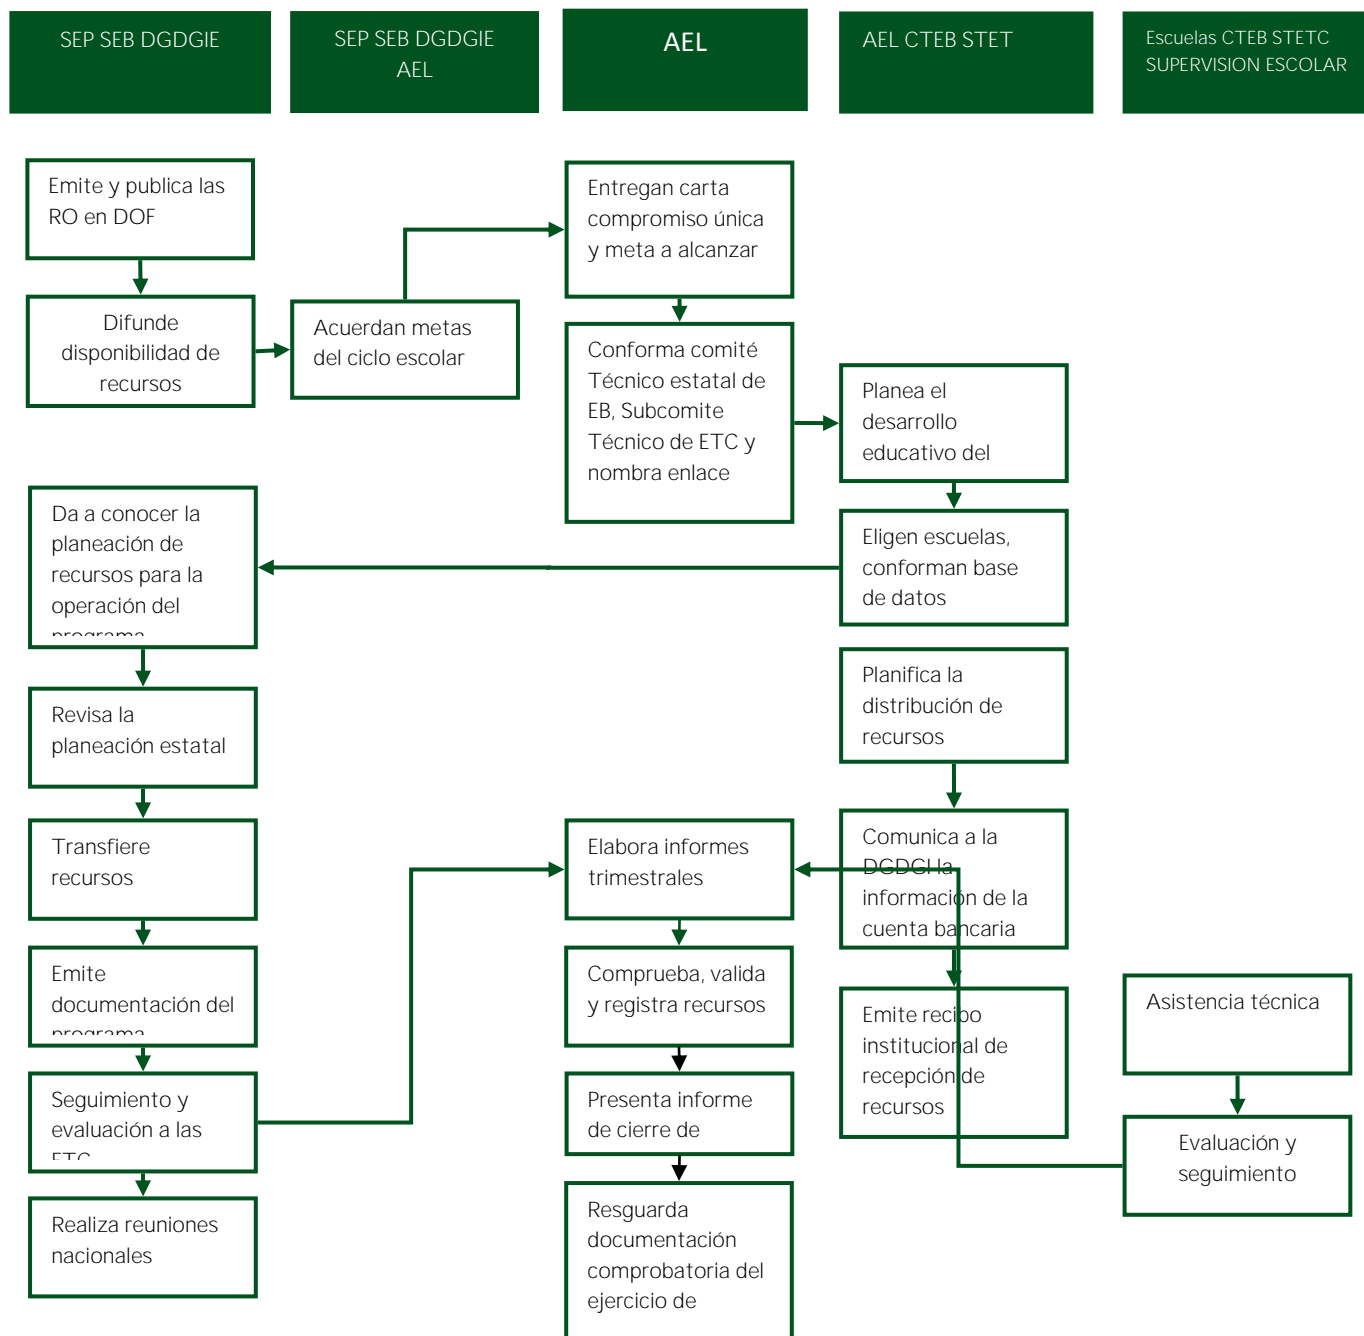 SEP SEB DGDGIE
SEP SEB DGDGIE
AEL
AEL
AEL CTEB STET
Escuelas CTEB STETC
SUPERVISION ESCOLAR
Emite y publica las
RO en DOF
Difunde
disponibilidad de
recursos
Acuerdan metas
del ciclo escolar
Entregan carta
compromiso única
y meta a alcanzar
Conforma comité
Técnico estatal de
EB, Subcomite
Técnico de ETC y
nombra enlace
Planea el
desarrollo
educativo del
Eligen escuelas,
conforman base
de datos
Da a conocer la
planeación de
recursos para la
operación del
programa
Revisa la
planeación estatal
Transfiere
recursos
Emite
documentación del
programa
Seguimiento y
evaluación a las
ETC
Realiza reuniones
nacionales
Elabora informes
trimestrales
Comprueba, valida
y registra recursos
Presenta informe
de cierre de
Resguarda
documentación
comprobatoria del
ejercicio de
Planifica la
distribución de
recursos
Comunica a la
DGDGI la
información de la
cuenta bancaria
Emite recibo
institucional de
recepción de
recursos
Asistencia técnica
Evaluación y
seguimiento